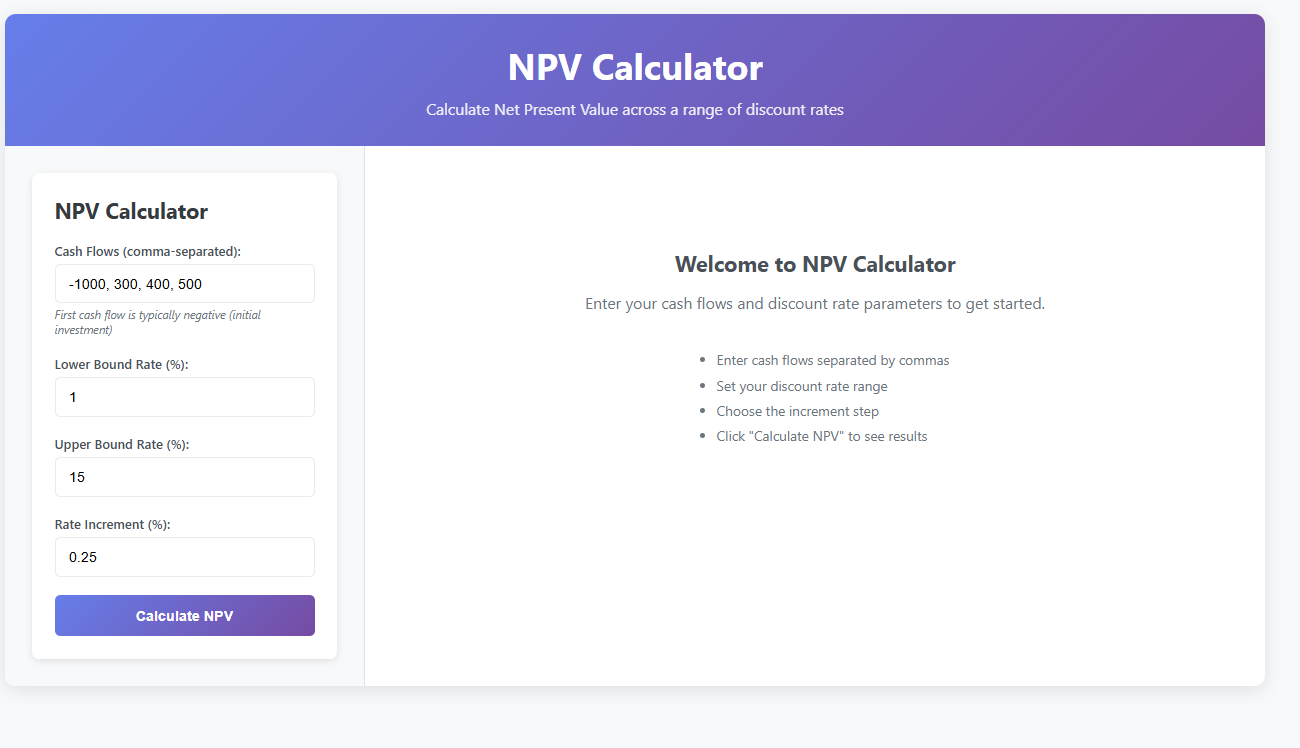 NPV Calculator
Calculate Net Present Value across a range of discount rates
NPV Calculator
Cash Flows (comma-separated):
-1000, 300, 400, 500
First cash flow is typically negative (initial
investment)
Lower Bound Rate (%):
1
Upper Bound Rate (%):
15
Rate Increment (%):
0.25
Calculate NPV
Welcome to NPV Calculator
Enter your cash flows and discount rate parameters to get started.
• Enter cash flows separated by commas
• Set your discount rate range
• Choose the increment step
• Click "Calculate NPV" to see results